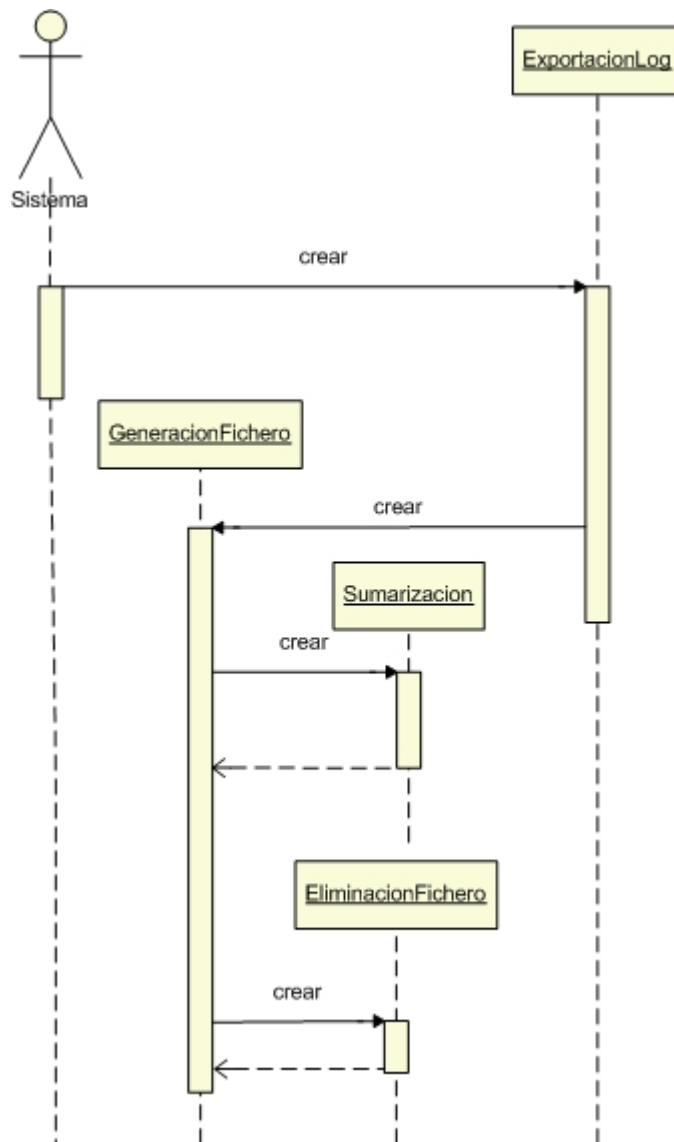 ExportacionLog
Sistema
crear
GeneracionFichero
crear
Sumarizacion
crear
EliminacionFichero
crear